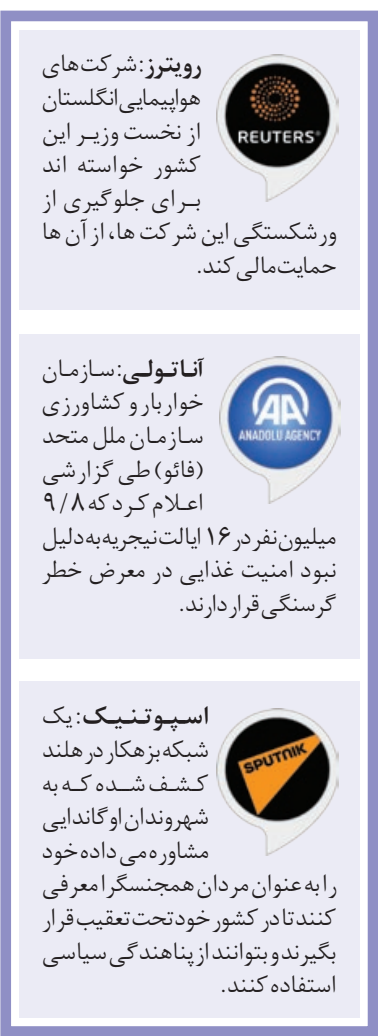 رویترز: شرکت‌های
هواپیمایی انگلستان
از نخست وزیر این
کشور خواسته اند
برای جلوگیری از
ورشکستگی این شرکت ها، از آن ها
حمایت مالی کند.
REUTERS
آناتولی: سازمان
خواربار و کشاورزی
سازمان ملل متحد
(فائو) طی گزارشی
اعلام کرد که ۹/۸
میلیون نفر در ۱۶ ایالت نیجریه به دلیل
نبود امنیت غذایی در معرض خطر
گرسنگی قرار دارند.
AA
ANADOLU AGENCY
اسپوتنیک: یک
شبکه بزهکار در هلند
کشف شده که به
شهروندان اوگاندایی
مشاوره می داده خود
را به عنوان مردان همجنسگرا معرفی
کنند تا در کشور خود تحت تعقیب قرار
بگیرند و بتوانند از پناهندگی سیاسی
استفاده کنند.
SPUTNIK